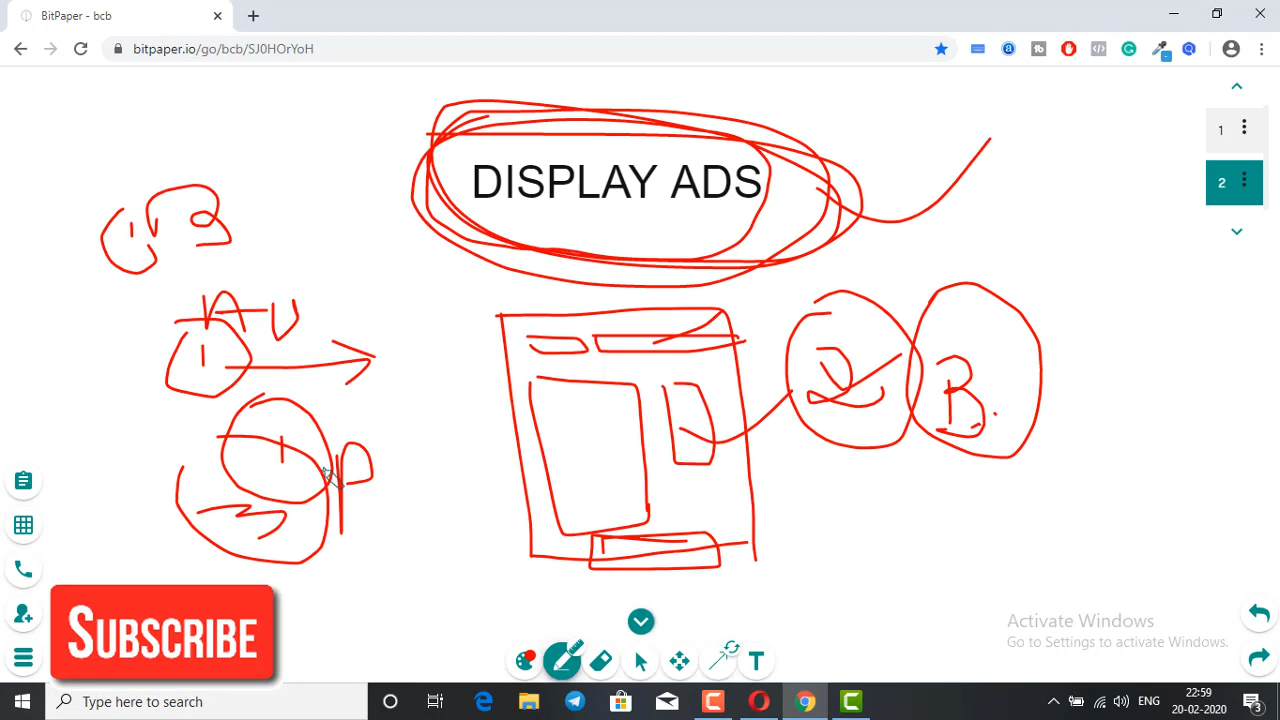 BitPaper - bcb
bitpaper.io/go/bcb/SJ0HOrYoH
1
2
DISPLAY ADS
D
B.
P
SUBSCRIBE
Activate Windows
Go to Settings to activate Windows.
T
Type here to search
ENG
22:59
20-02-2020
3